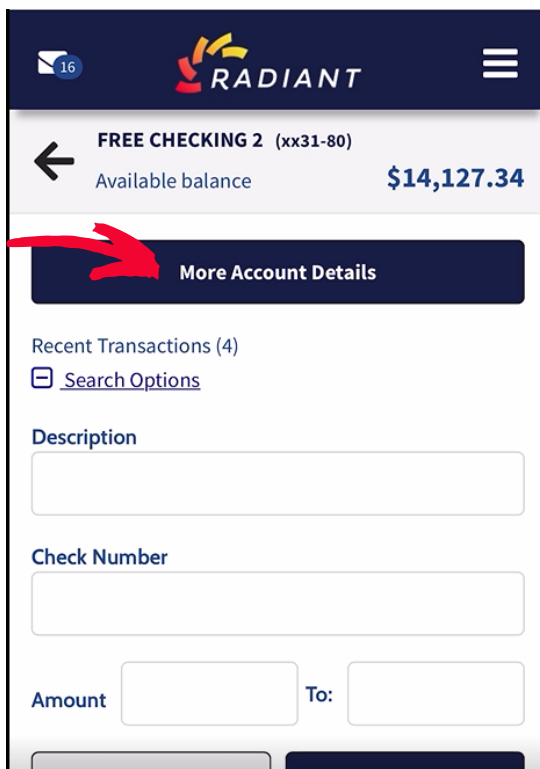 16
RADIANT
FREE CHECKING 2 (xx31-80)
Available balance $14,127.34
More Account Details
Recent Transactions (4)
Search Options
Description
Check Number
Amount To: